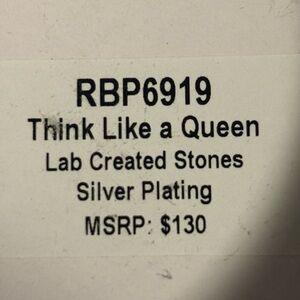 RBP6919
Think Like a Queen
Lab Created Stones
Silver Plating
MSRP: $130